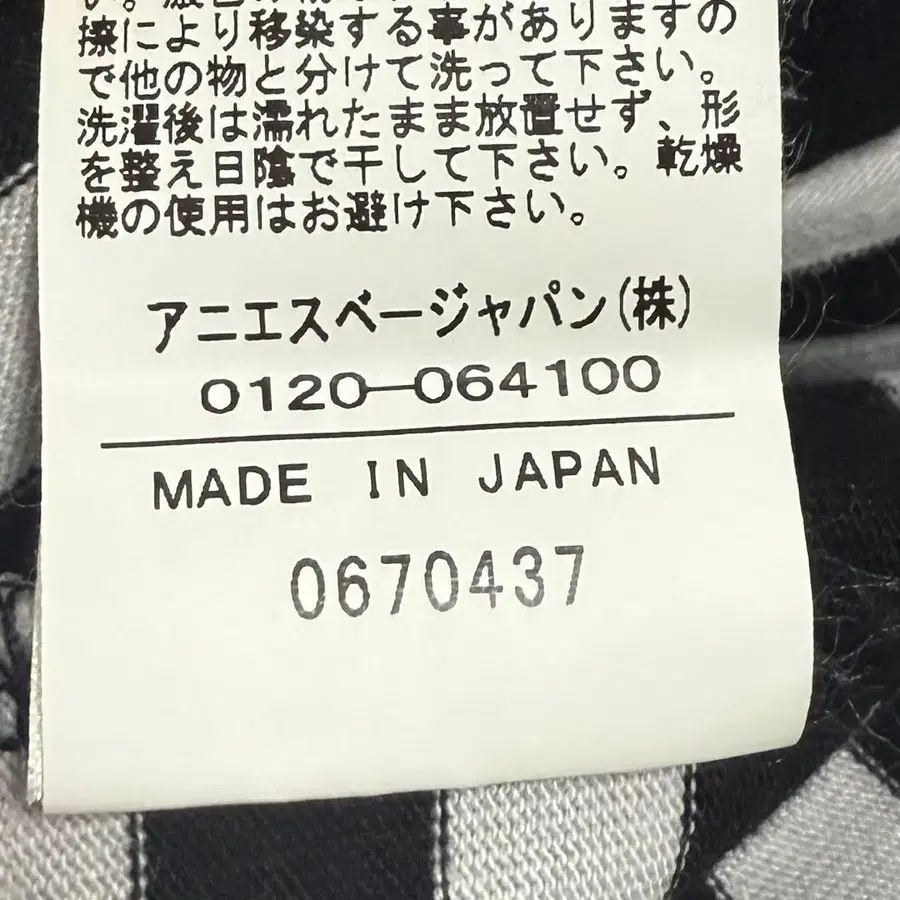 擦により移染する事がありますの
で他の物と分けて洗って下さい。
洗濯後は濡れたまま放置せず、形
を整え日陰で干して下さい。乾燥
機の使用はお避け下さい。
アニエスベージャパン(株)
0120-064100
MADE IN JAPAN
0670437